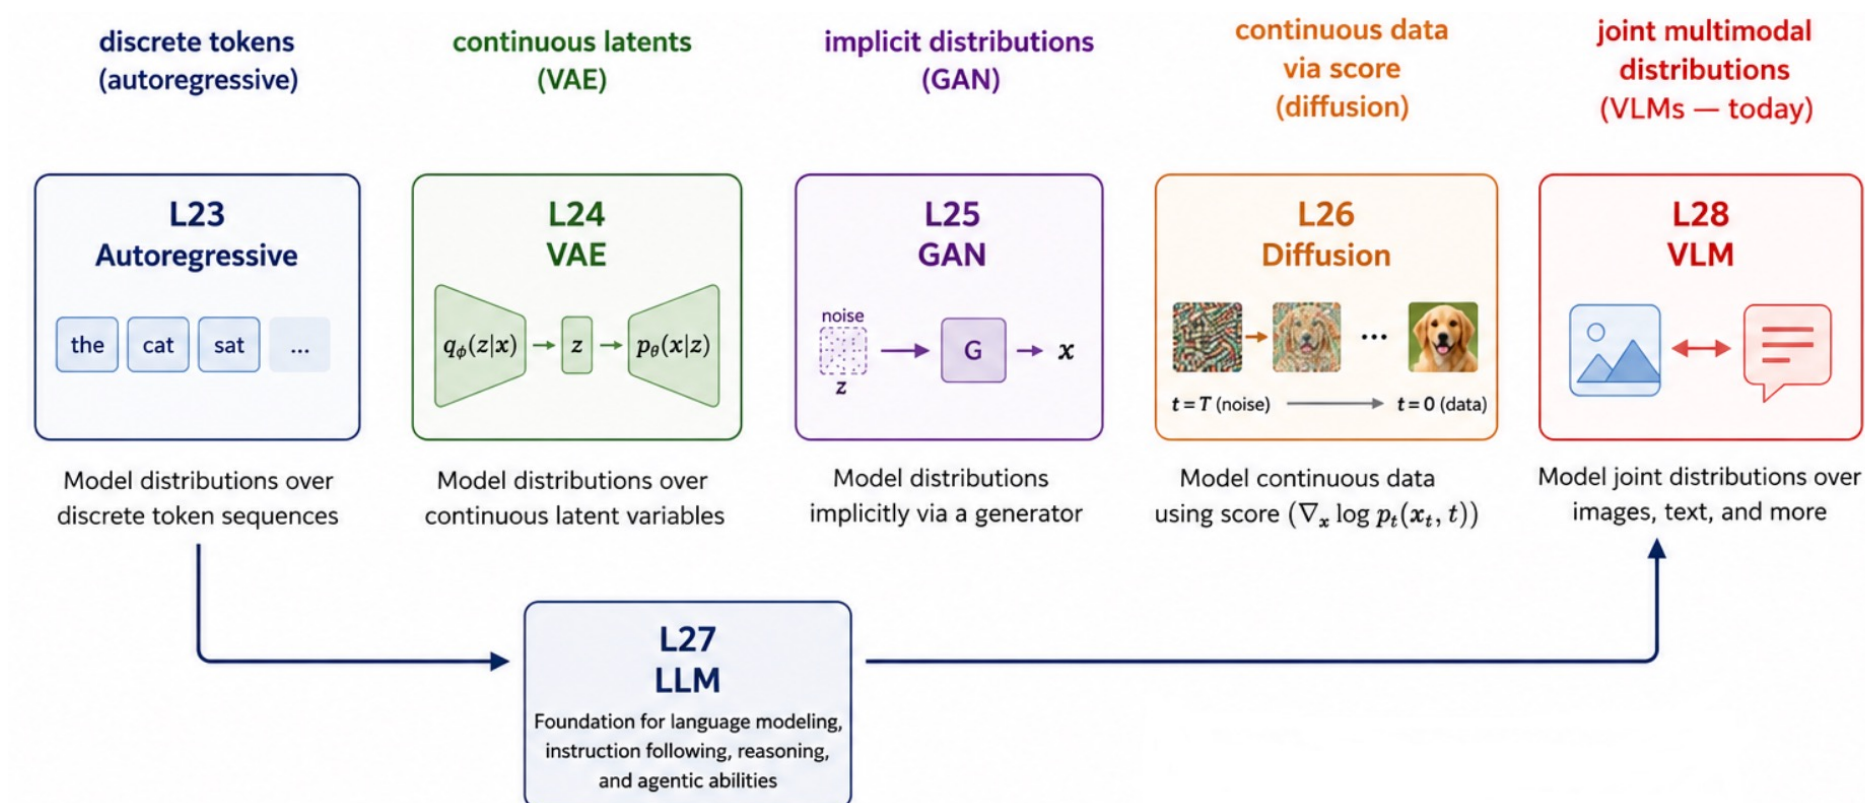 discrete tokens
(autoregressive)
continuous latents
(VAE)
implicit distributions
(GAN)
continuous data
via score
(diffusion)
joint multimodal
distributions
(VLMs — today)
L23
Autoregressive
the cat sat ...
Model distributions over
discrete token sequences
L24
VAE
qϕ(z|x) → z → pθ(x|z)
Model distributions over
continuous latent variables
L25
GAN
noise
z
G
x
Model distributions
implicitly via a generator
L26
Diffusion
...
t = T (noise)
t = 0 (data)
Model continuous data
using score (∇x log pt(xt, t))
L28
VLM
Model joint distributions over
images, text, and more
L27
LLM
Foundation for language modeling,
instruction following, reasoning,
and agentic abilities